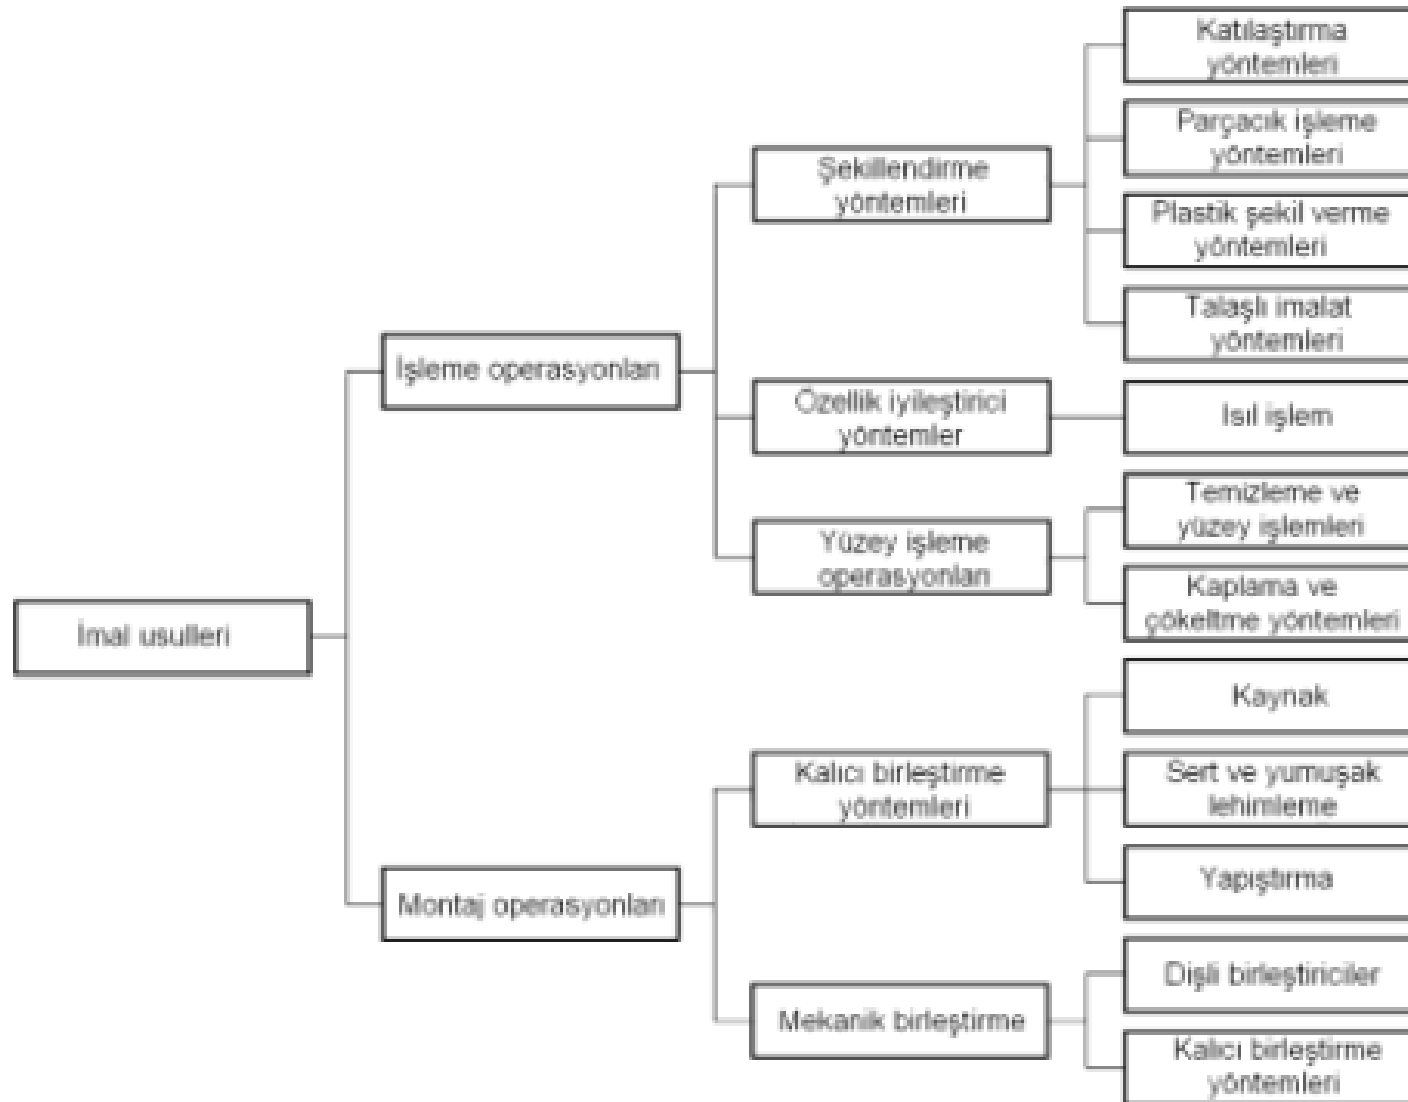 İmal usulleri
İşleme operasyonları
Montaj operasyonları
Şekillendirme
yöntemleri
Özellik iyileştirici
yöntemler
Yüzey işleme
operasyonları
Kalıcı birleştirme
yöntemleri
Mekanik birleştirme
Katılaştırma
yöntemleri
Parçacık işleme
yöntemleri
Plastik şekil verme
yöntemleri
Talaşlı imalat
yöntemleri
Isıl işlem
Temizleme ve
yüzey işlemleri
Kaplama ve
çökeltme yöntemleri
Kaynak
Sert ve yumuşak
lehimleme
Yapıştırma
Dişli birleştiriciler
Kalıcı birleştirme
yöntemleri